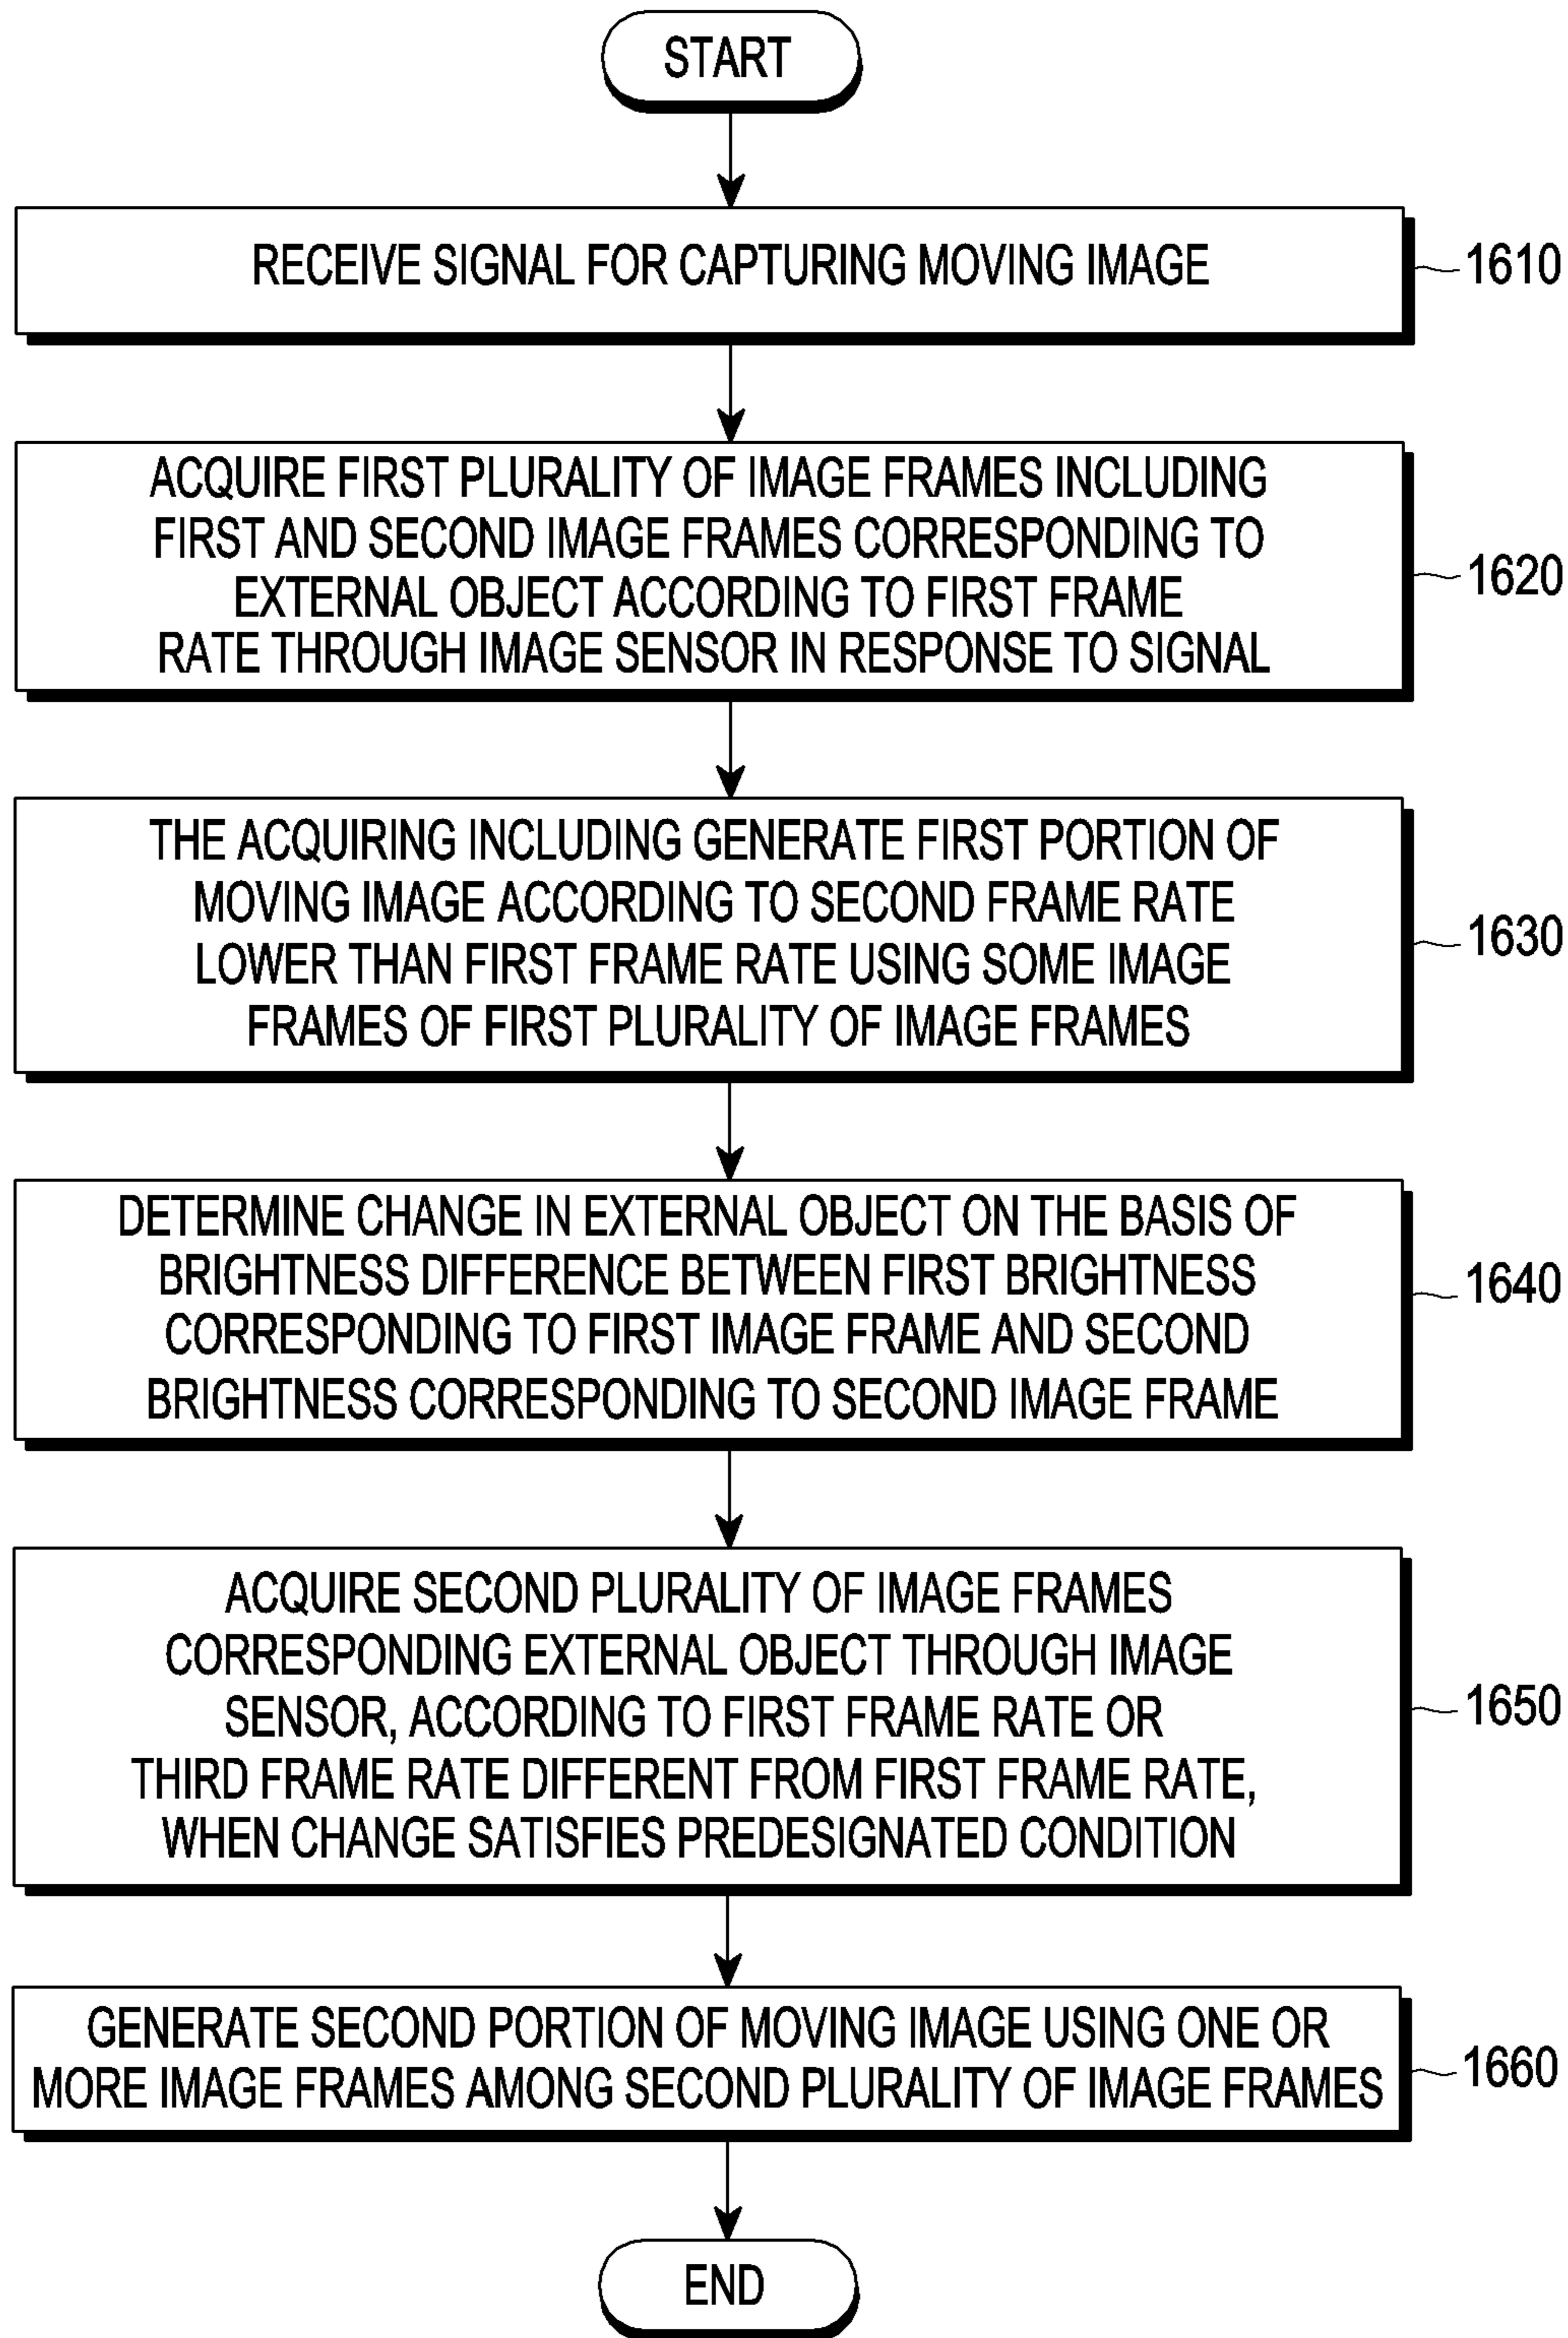 START
RECEIVE SIGNAL FOR CAPTURING MOVING IMAGE
1610
ACQUIRE FIRST PLURALITY OF IMAGE FRAMES INCLUDING
FIRST AND SECOND IMAGE FRAMES CORRESPONDING TO
EXTERNAL OBJECT ACCORDING TO FIRST FRAME
RATE THROUGH IMAGE SENSOR IN RESPONSE TO SIGNAL
1620
THE ACQUIRING INCLUDING GENERATE FIRST PORTION OF
MOVING IMAGE ACCORDING TO SECOND FRAME RATE
LOWER THAN FIRST FRAME RATE USING SOME IMAGE
FRAMES OF FIRST PLURALITY OF IMAGE FRAMES
1630
DETERMINE CHANGE IN EXTERNAL OBJECT ON THE BASIS OF
BRIGHTNESS DIFFERENCE BETWEEN FIRST BRIGHTNESS
CORRESPONDING TO FIRST IMAGE FRAME AND SECOND
BRIGHTNESS CORRESPONDING TO SECOND IMAGE FRAME
1640
ACQUIRE SECOND PLURALITY OF IMAGE FRAMES
CORRESPONDING EXTERNAL OBJECT THROUGH IMAGE
SENSOR, ACCORDING TO FIRST FRAME RATE OR
THIRD FRAME RATE DIFFERENT FROM FIRST FRAME RATE,
WHEN CHANGE SATISFIES PREDESIGNATED CONDITION
1650
GENERATE SECOND PORTION OF MOVING IMAGE USING ONE OR
MORE IMAGE FRAMES AMONG SECOND PLURALITY OF IMAGE FRAMES
1660
END